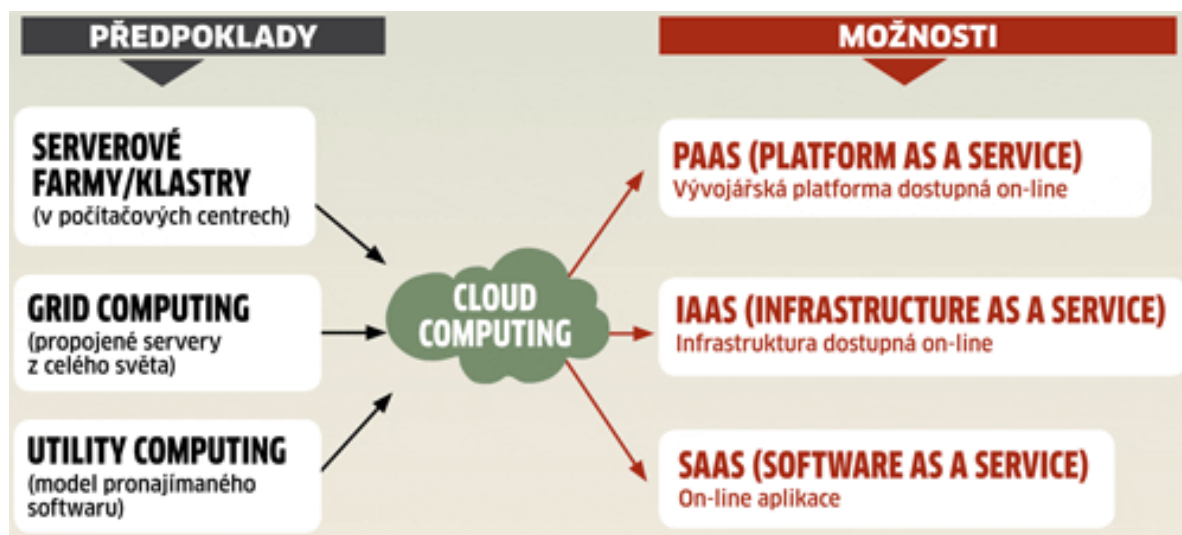 PŘEDPOKLADY
SERVEROVÉ
FARMY/KLASTRY
(v počítačových centrech)
GRID COMPUTING
(propojené servery
z celého světa)
UTILITY COMPUTING
(model pronajímaného
softwaru)
CLOUD
COMPUTING
MOŽNOSTI
PAAS (PLATFORM AS A SERVICE)
Vývojářská platforma dostupná on-line
IAAS (INFRASTRUCTURE AS A SERVICE)
Infrastruktura dostupná on-line
SAAS (SOFTWARE AS A SERVICE)
On-line aplikace